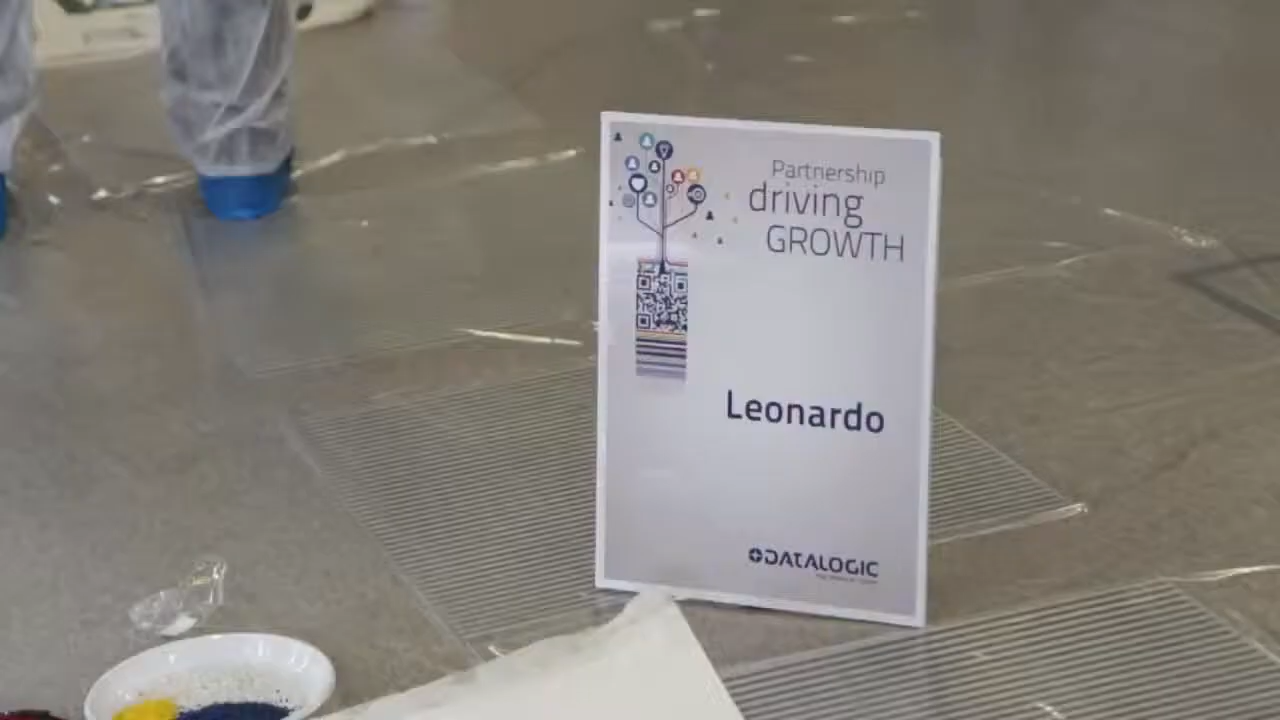 Partnership
driving
GROWTH
Leonardo
DATALOGIC